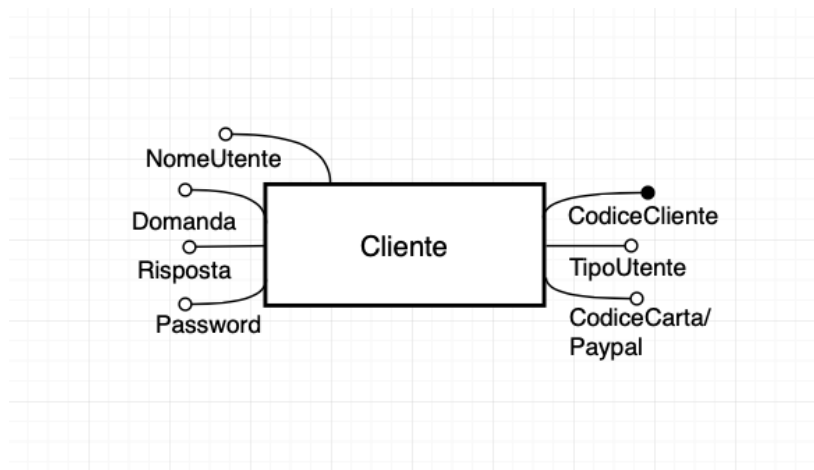 NomeUtente
Domanda
Risposta
Password
Cliente
CodiceCliente
TipoUtente
CodiceCarta/
Paypal